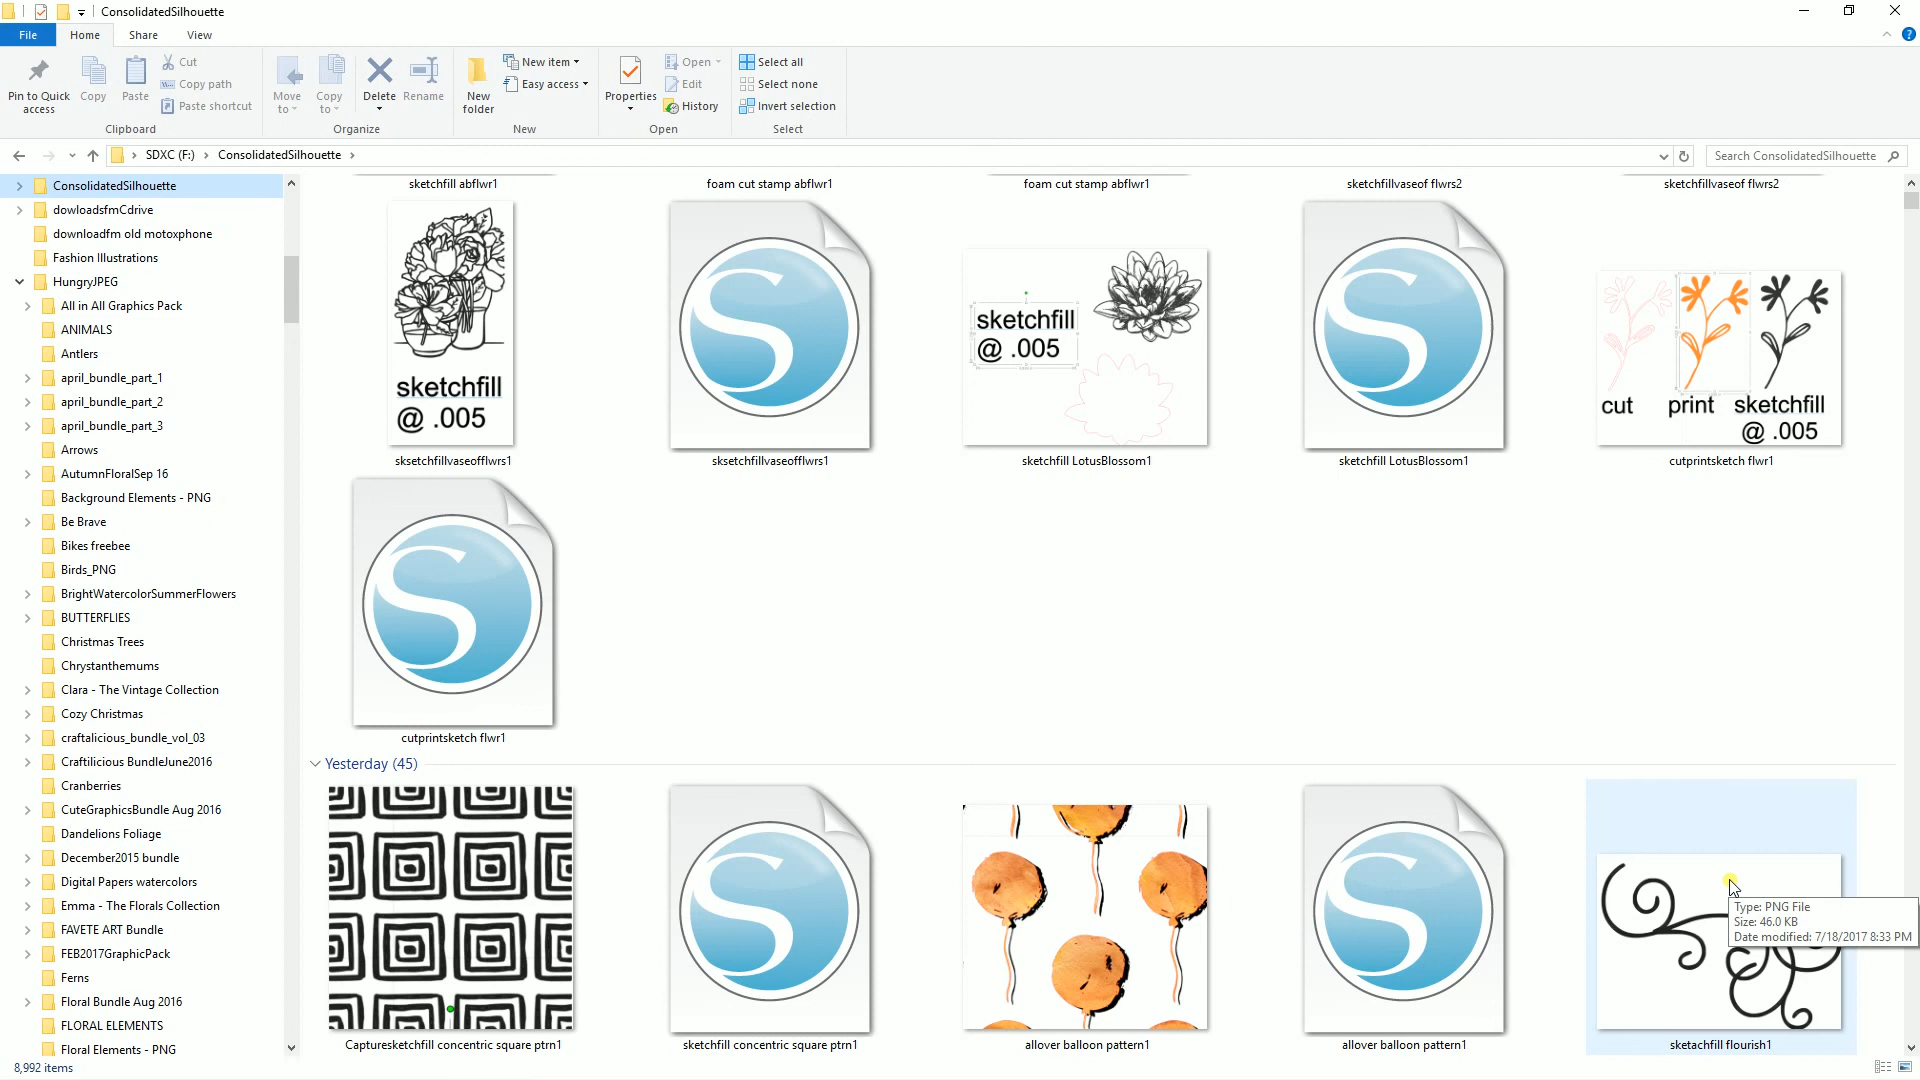 ConsolidatedSilhouette
File Home Share View
Pin to Quick access
Copy
Paste
Cut
Copy path
Paste shortcut
Clipboard
Move to
Copy to
Delete
Rename
Organize
New folder
New item
Easy access
New
Properties
Open
Edit
History
Open
Select all
Select none
Invert selection
Select
SDXC (F:) ConsolidatedSilhouette
Search ConsolidatedSilhouette
ConsolidatedSilhouette
dowloadsfmCdrive
downloadfm old motoxphone
Fashion Illustrations
HungryJPEG
All in All Graphics Pack
ANIMALS
Antlers
april_bundle_part_1
april_bundle_part_2
april_bundle_part_3
Arrows
AutumnFloralSep 16
Background Elements - PNG
Be Brave
Bikes freebee
Birds_PNG
BrightWatercolorSummerFlowers
BUTTERFLIES
Christmas Trees
Chrystanthemums
Clara - The Vintage Collection
Cozy Christmas
craftalicious_bundle_vol_03
Craftilicious BundleJune2016
Cranberries
CuteGraphicsBundle Aug 2016
Dandelions Foliage
December2015 bundle
Digital Papers watercolors
Emma - The Florals Collection
FAVETE ART Bundle
FEB2017GraphicPack
Ferns
Floral Bundle Aug 2016
FLORAL ELEMENTS
Floral Elements - PNG
8,992 items
sketchfill abflwr1
foam cut stamp abflwr1
foam cut stamp abflwr1
sketchfillvaseof flwrs2
sketchfillvaseof flwrs2
sketchfill
@ .005
sksetchfillvaseofflwrs1
S
sksetchfillvaseofflwrs1
sketchfill
@ .005
sketchfill LotusBlossom1
S
sketchfill LotusBlossom1
cut print sketchfill
@ .005
cutprintsketch flwr1
S
cutprintsketch flwr1
Yesterday (45)
Capturesketchfill concentric square ptrn1
S
sketchfill concentric square ptrn1
allover balloon pattern1
S
allover balloon pattern1
Type: PNG File
Size: 46.0 KB
Date modified: 7/18/2017 8:33 PM
sketachfill flourish1